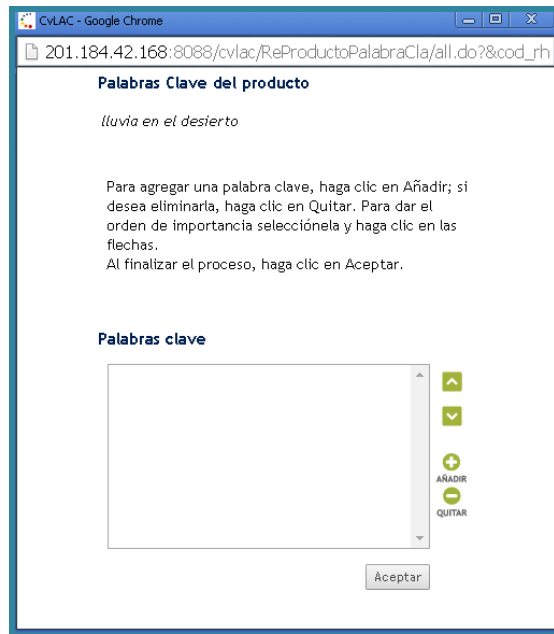 CvLAC - Google Chrome
201.184.42.168:8088/cvlac/ReProductoPalabraCla/all.do?&cod_rh
Palabras Clave del producto
lluvia en el desierto
Para agregar una palabra clave, haga clic en Añadir; si
desea eliminarla, haga clic en Quitar. Para dar el
orden de importancia selecciónela y haga clic en las
flechas.
Al finalizar el proceso, haga clic en Aceptar.
Palabras clave
AÑADIR
QUITAR
Aceptar